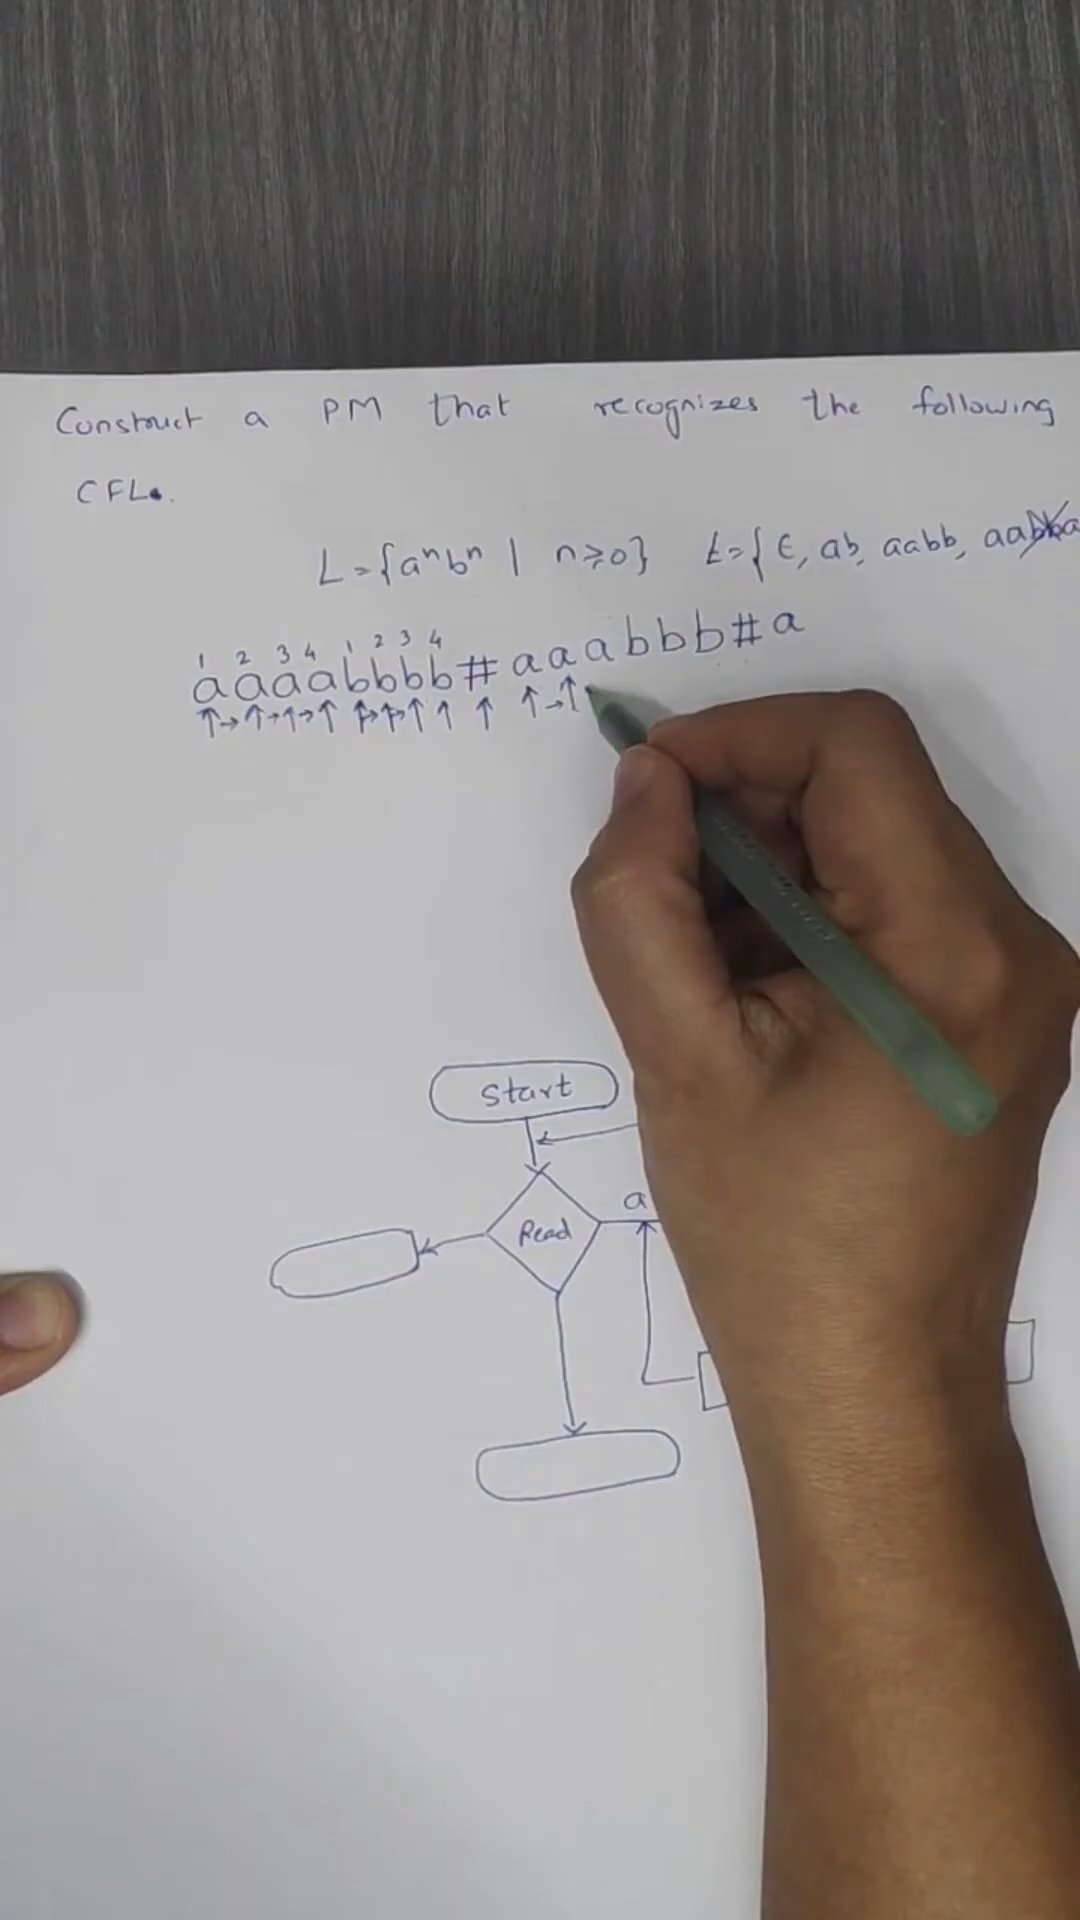 Construct a PM that recognizes the following
CFL.
L={aⁿbⁿ | n≥0} L={ε, ab, aabb,
1 2 3 4 1 2 3 4
aaaabbbb#aaabbb#a
Start
a
Read